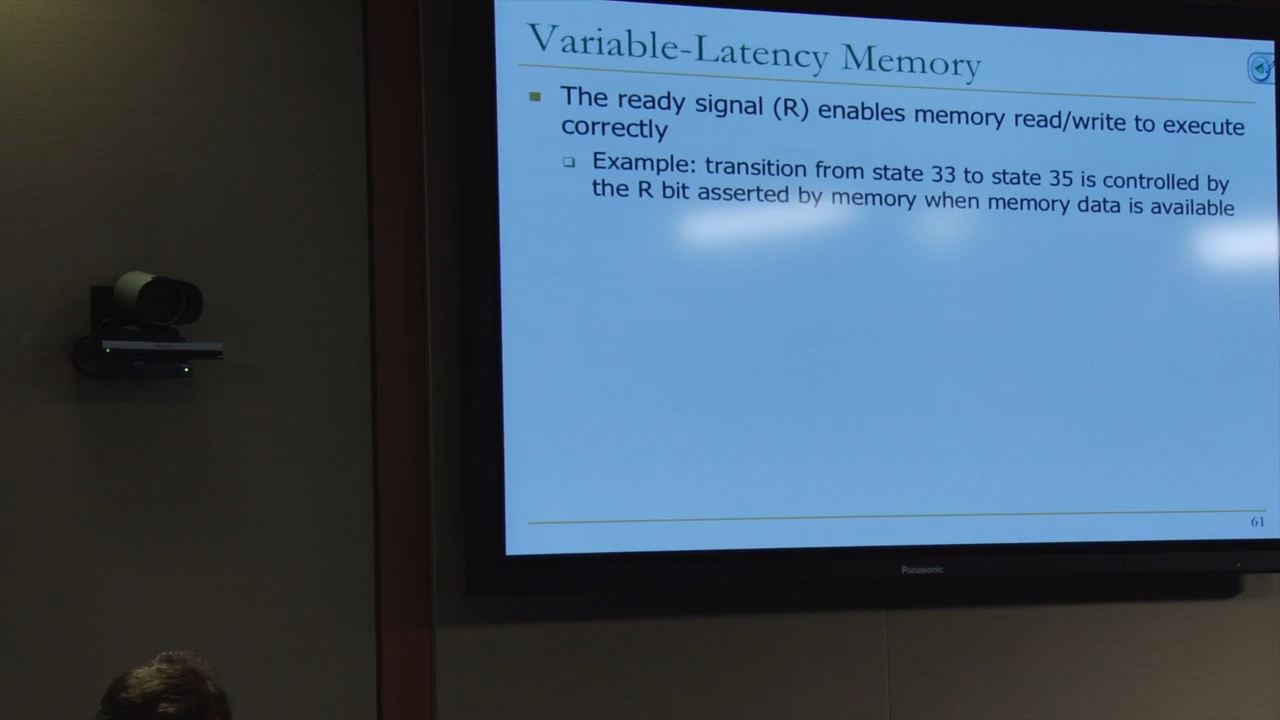 Variable-Latency Memory
The ready signal (R) enables memory read/write to execute
correctly
Example: transition from state 33 to state 35 is controlled by
the R bit asserted by memory when memory data is available
61
Panasonic